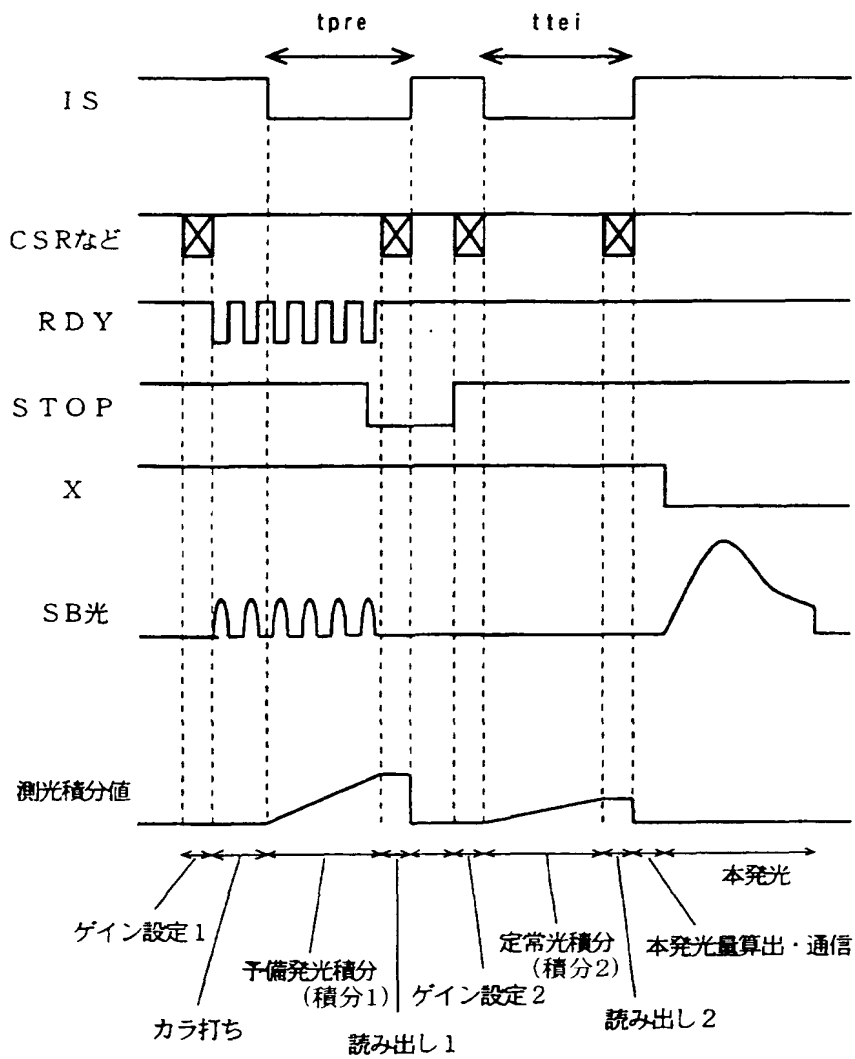 tpre
ttei
IS
CSRなど
RDY
STOP
X
SB光
測光積分値
本発光
ゲイン設定1
予備発光積分
(積分1)
定常光積分
(積分2)
本発光量算出・通信
カラ打ち
ゲイン設定2
読み出し1
読み出し2